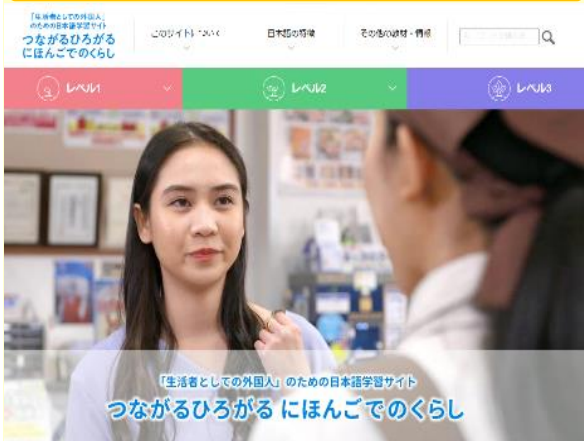 「生活者としての外国人」
のための日本語学習サイト
つながるひろがる
にほんごでのくらし
このサイトについて
日本語の特徴
その他の教材・情報
レベル1
レベル2
レベル3
「生活者としての外国人」のための日本語学習サイト
つながるひろがる にほんごでのくらし